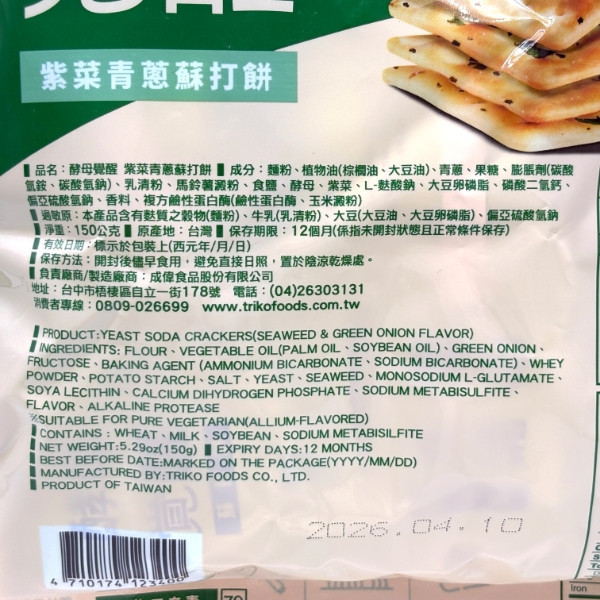 紫菜青蔥蘇打餅
▌品名：酵母覺醒 紫菜青蔥蘇打餅 ▌成分：麵粉、植物油(棕櫚油、大豆油)、青蔥、果糖、膨脹劑(碳酸
氫銨、碳酸氫鈉)、乳清粉、馬鈴薯澱粉、食鹽、酵母、紫菜、L-麩酸鈉、大豆卵磷脂、磷酸二氫鈣、
偏亞硫酸氫鈉、香料、複方鹼性蛋白酶(鹼性蛋白酶、玉米澱粉)
▌過敏原：本產品含有麩質之穀物(麵粉)、牛乳(乳清粉)、大豆(大豆油、大豆卵磷脂)、偏亞硫酸氫鈉
▌淨重：150公克 ▌原產地：台灣 ▌保存期限：12個月(係指未開封狀態且正常條件保存)
▌有效日期：標示於包裝上(西元年/月/日)
▌保存方法：開封後儘早食用，避免直接日照，置於陰涼乾燥處。
▌負責廠商/製造廠商：成偉食品股份有限公司
地址：台中市梧棲區自立一街178號 電話：(04)26303131
消費者專線：0809-026699 www.trikofoods.com.tw
▌PRODUCT:YEAST SODA CRACKERS(SEAWEED & GREEN ONION FLAVOR)
▌INGREDIENTS: FLOUR、VEGETABLE OIL(PALM OIL、SOYBEAN OIL)、GREEN ONION、
FRUCTOSE、BAKING AGENT (AMMONIUM BICARBONATE、SODIUM BICARBONATE)、WHEY
POWDER、POTATO STARCH、SALT、YEAST、SEAWEED、MONOSODIUM L-GLUTAMATE、
SOYA LECITHIN、CALCIUM DIHYDROGEN PHOSPHATE、SODIUM METABISULFITE、
FLAVOR、ALKALINE PROTEASE
※SUITABLE FOR PURE VEGETARIAN(ALLIUM-FLAVORED)
▌CONTAINS：WHEAT、MILK、SOYBEAN、SODIUM METABISILFITE
▌NET WEIGHT:5.29oz(150g) ▌EXPIRY DAYS:12 MONTHS
▌BEST BEFORE DATE:MARKED ON THE PACKAGE(YYYY/MM/DD)
▌MANUFACTURED BY:TRIKO FOODS CO., LTD.
▌PRODUCT OF TAIWAN
2026.04.10
4 710174 123400
Iron